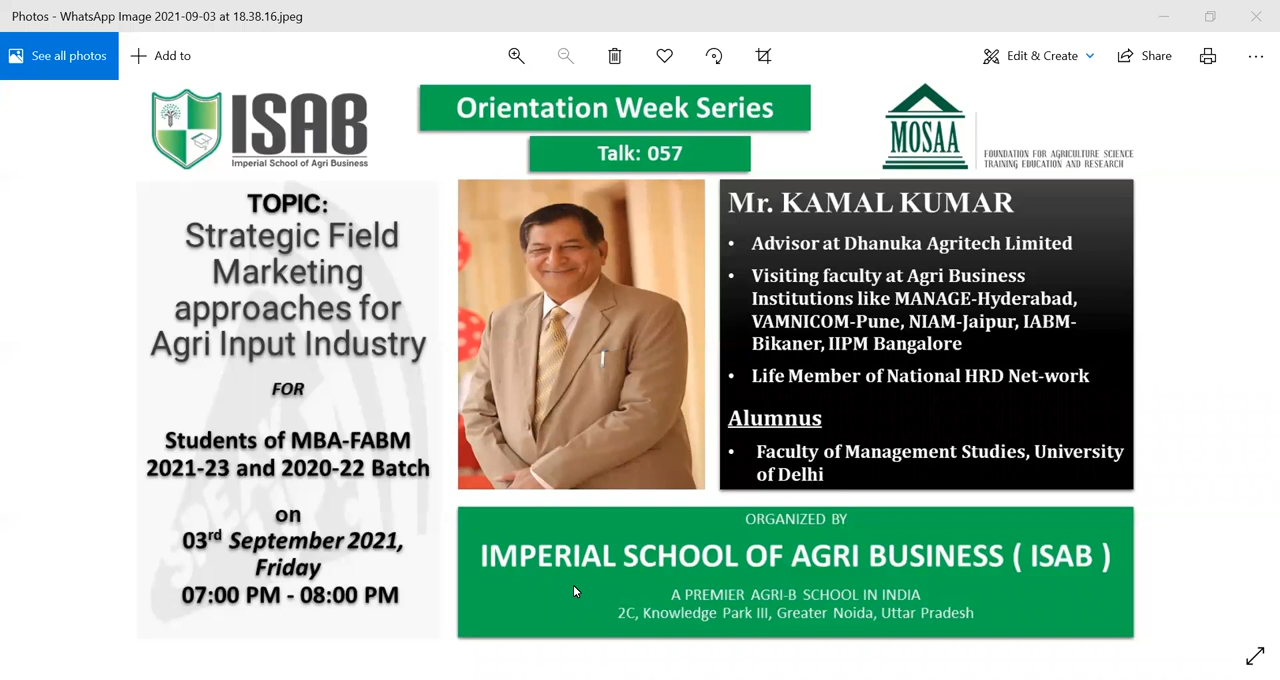 Photos - WhatsApp Image 2021-09-03 at 18.38.16.jpeg
See all photos
Add to
Edit & Create
Share
ISAB
Imperial School of Agri Business
Orientation Week Series
Talk: 057
MOSAA
FOUNDATION FOR AGRICULTURE SCIENCE
TRAINING EDUCATION AND RESEARCH
TOPIC:
Strategic Field
Marketing
approaches for
Agri Input Industry
FOR
Students of MBA-FABM
2021-23 and 2020-22 Batch
on
03rd September 2021,
Friday
07:00 PM - 08:00 PM
Mr. KAMAL KUMAR
• Advisor at Dhanuka Agritech Limited
• Visiting faculty at Agri Business
Institutions like MANAGE-Hyderabad,
VAMNICOM-Pune, NIAM-Jaipur, IABM-
Bikaner, IIPM Bangalore
• Life Member of National HRD Net-work
Alumnus
• Faculty of Management Studies, University
of Delhi
ORGANIZED BY
IMPERIAL SCHOOL OF AGRI BUSINESS ( ISAB )
A PREMIER AGRI-B SCHOOL IN INDIA
2C, Knowledge Park III, Greater Noida, Uttar Pradesh